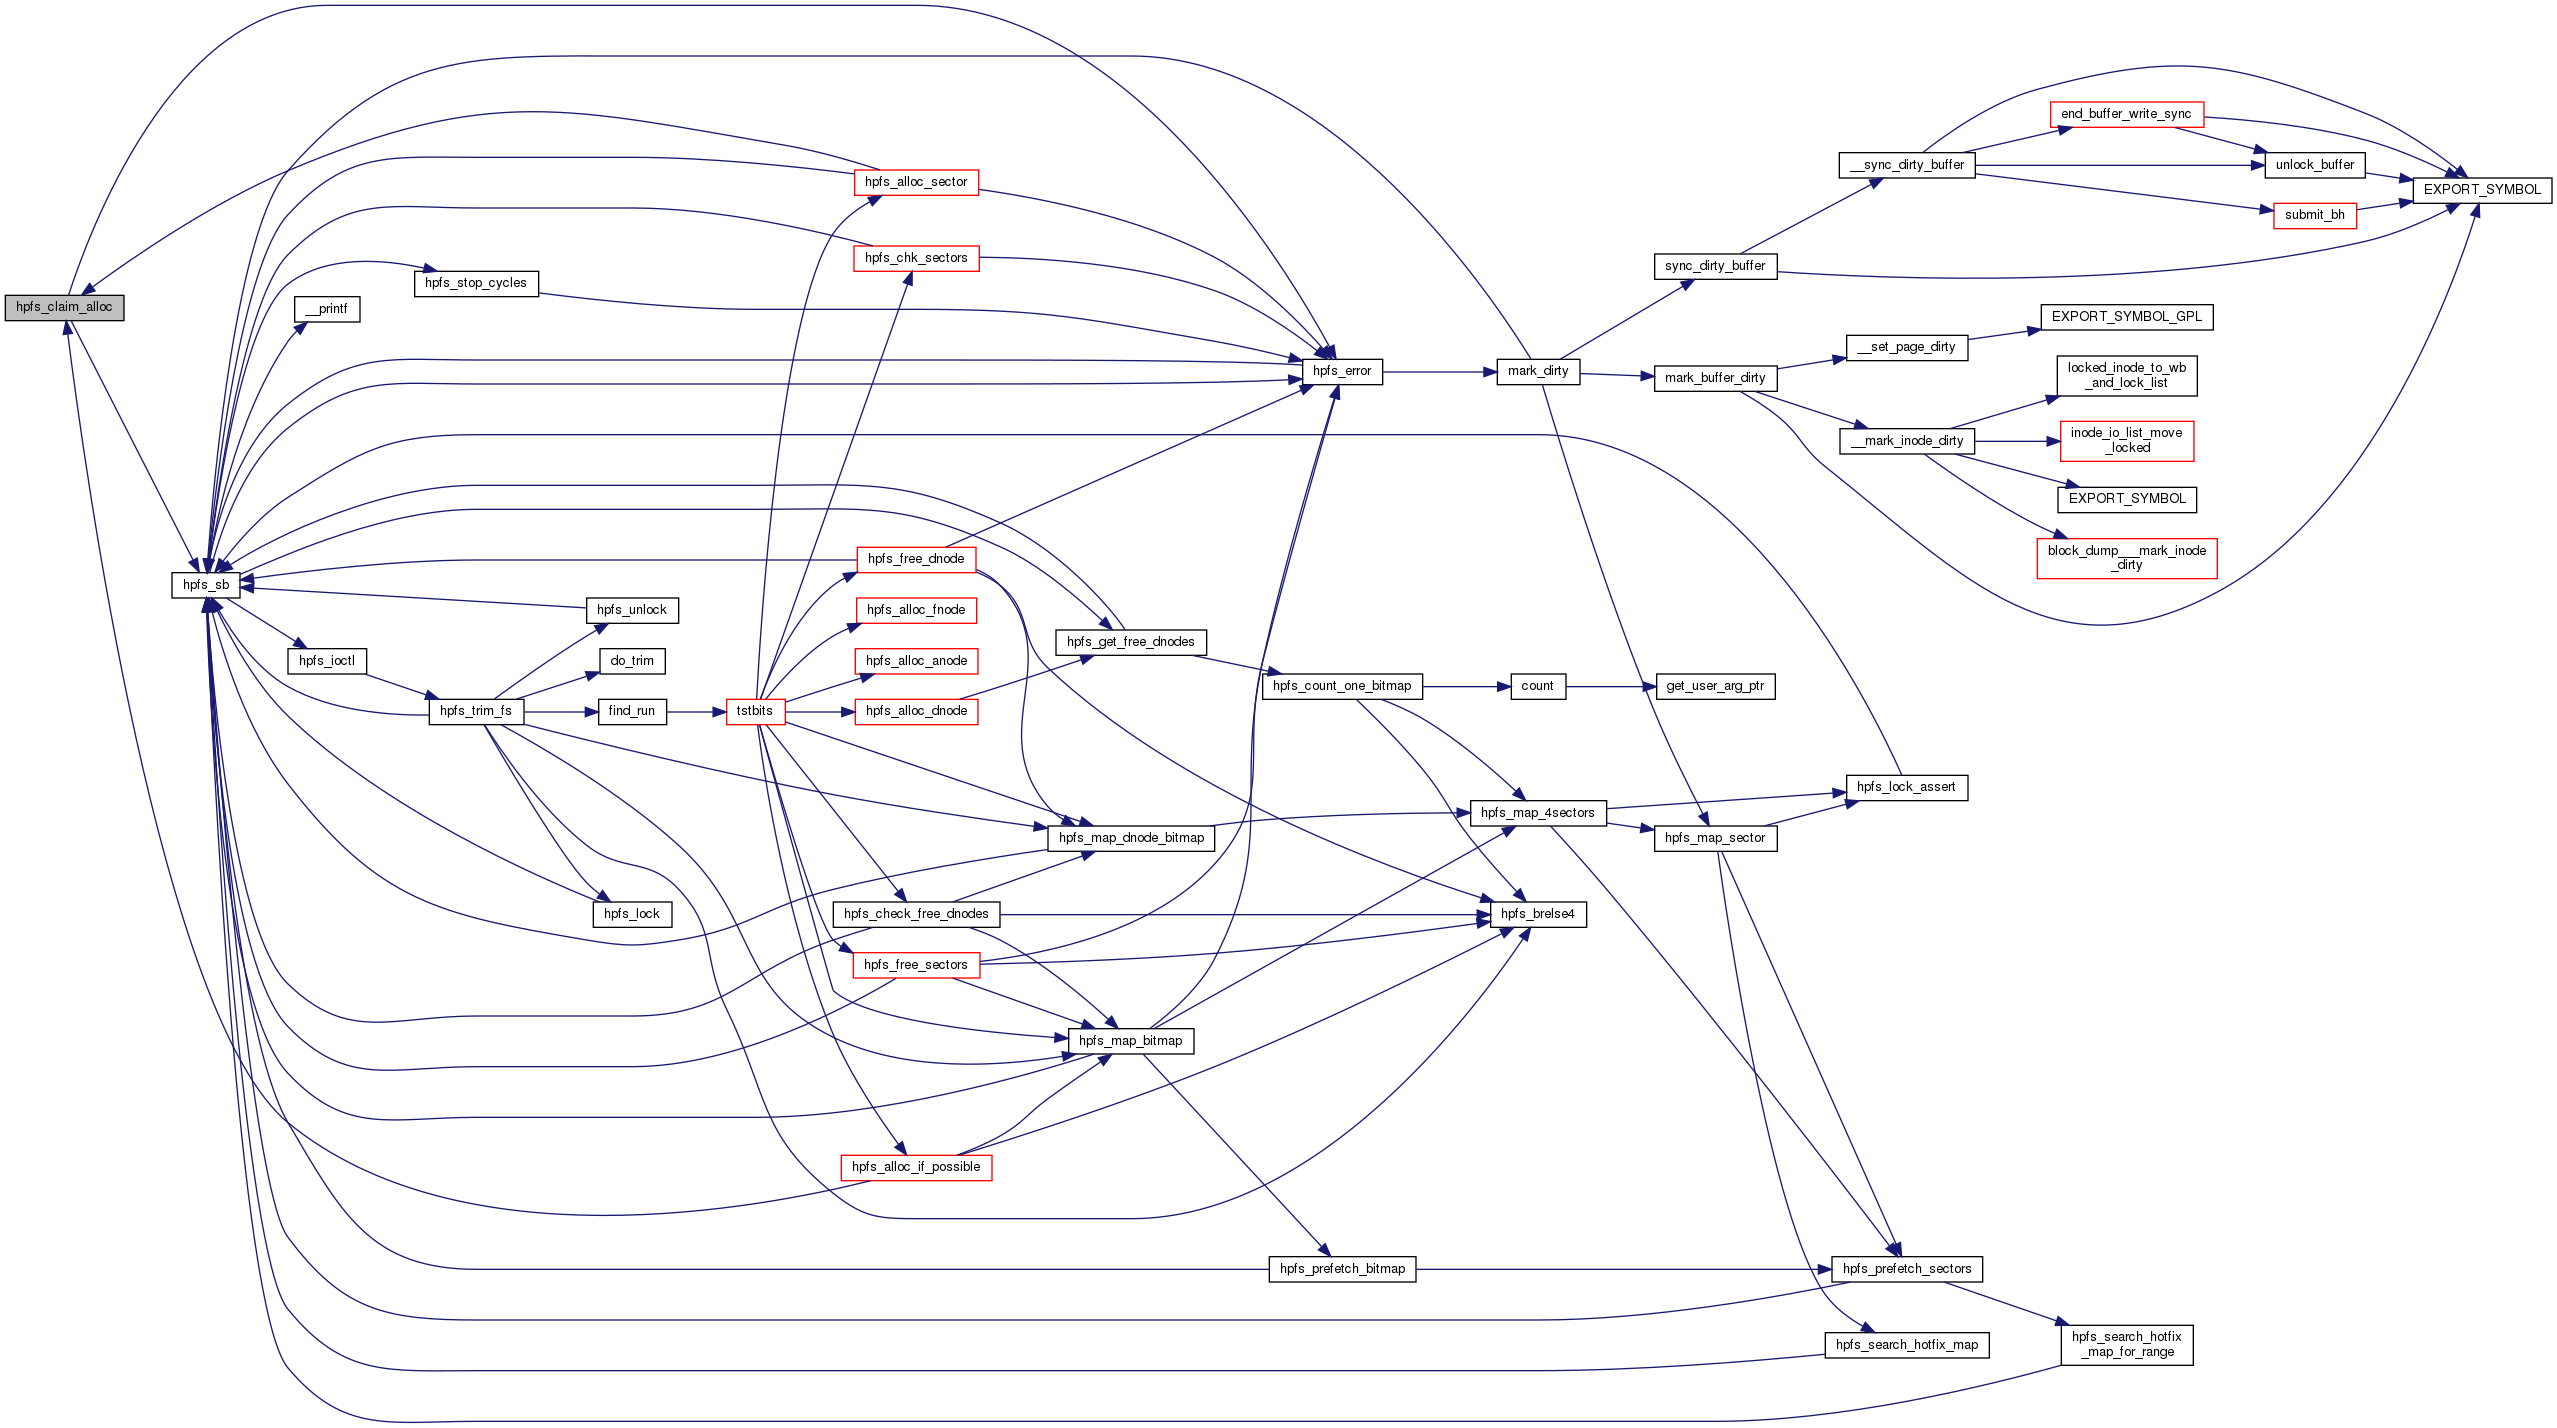 hpfs_claim_alloc
hpfs_sb
__printf
hpfs_ioctl
hpfs_stop_cycles
hpfs_trim_fs
hpfs_unlock
do_trim
find_run
hpfs_lock
tstbits
hpfs_alloc_sector
hpfs_chk_sectors
hpfs_free_dnode
hpfs_alloc_fnode
hpfs_alloc_anode
hpfs_alloc_dnode
hpfs_check_free_dnodes
hpfs_free_sectors
hpfs_alloc_if_possible
hpfs_get_free_dnodes
hpfs_map_dnode_bitmap
hpfs_map_bitmap
hpfs_error
hpfs_count_one_bitmap
hpfs_prefetch_bitmap
mark_dirty
count
hpfs_map_4sectors
hpfs_brelse4
sync_dirty_buffer
mark_buffer_dirty
get_user_arg_ptr
hpfs_map_sector
__sync_dirty_buffer
__set_page_dirty
__mark_inode_dirty
hpfs_lock_assert
hpfs_prefetch_sectors
hpfs_search_hotfix_map
end_buffer_write_sync
unlock_buffer
submit_bh
EXPORT_SYMBOL
EXPORT_SYMBOL_GPL
locked_inode_to_wb
_and_lock_list
inode_io_list_move
_locked
EXPORT_SYMBOL
block_dump___mark_inode
_dirty
hpfs_search_hotfix
_map_for_range